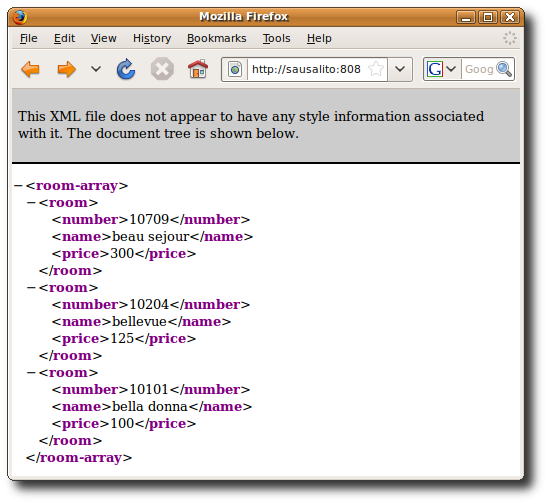 Mozilla Firefox
File Edit View History Bookmarks Tools Help
http://sausalito:808 G Goog
This XML file does not appear to have any style information associated
with it. The document tree is shown below.
−<room-array>
−<room>
<number>10709</number>
<name>beau sejour</name>
<price>300</price>
</room>
−<room>
<number>10204</number>
<name>bellevue</name>
<price>125</price>
</room>
−<room>
<number>10101</number>
<name>bella donna</name>
<price>100</price>
</room>
</room-array>